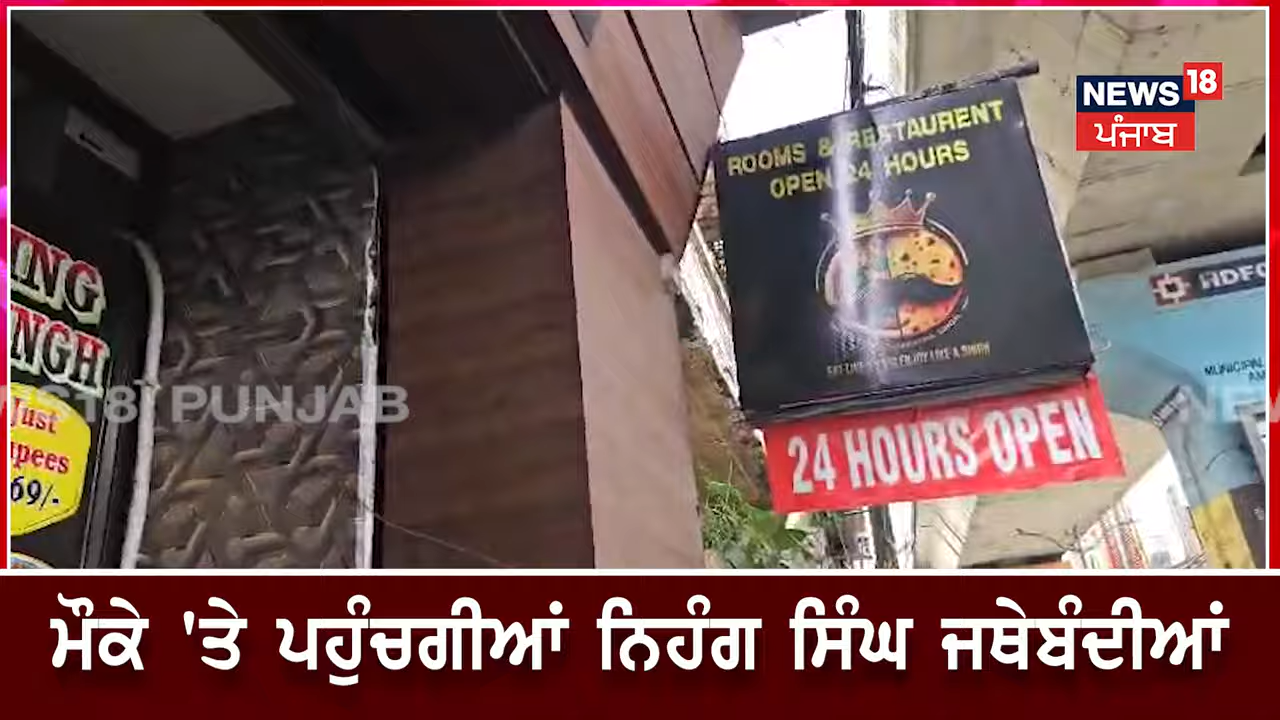 NEWS 18
ਪੰਜਾਬ
ROOMS & RESTAURENT
OPEN 24 HOURS
HDFC
MUNICIPAL
24 HOURS OPEN
ING
NGH
Just
upees
69/-
PUNJAB
ਮੌਕੇ 'ਤੇ ਪਹੁੰਚਗੀਆਂ ਨਿਹੰਗ ਸਿੰਘ ਜਥੇਬੰਦੀਆਂ